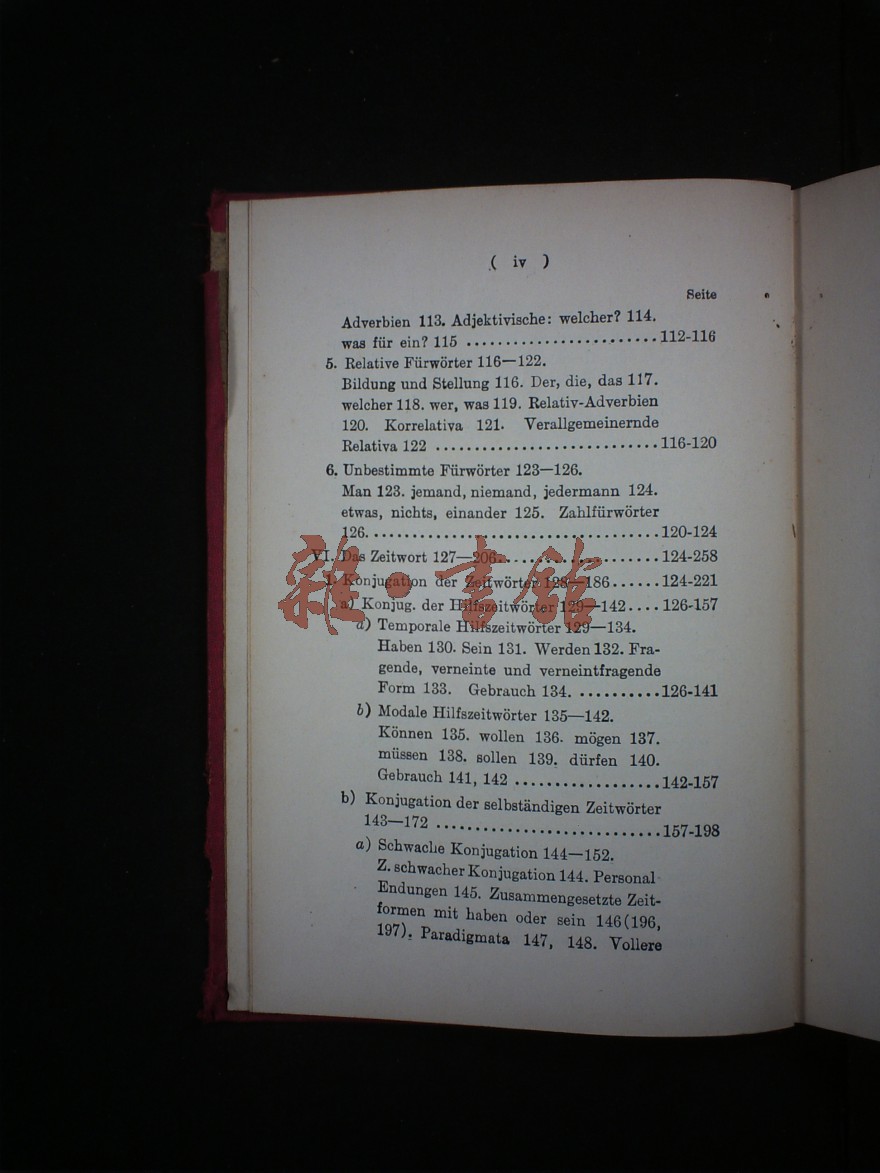 ( iv )
Seite
Adverbien 113. Adjektivische: welcher? 114.
was für ein? 115 ........................112-116
5. Relative Fürwörter 116—122.
Bildung und Stellung 116. Der, die, das 117.
welcher 118. wer, was 119. Relativ-Adverbien
120. Korrelativa 121. Verallgemeinernde
Relativa 122 ............................116-120
6. Unbestimmte Fürwörter 123—126.
Man 123. jemand, niemand, jedermann 124.
etwas, nichts, einander 125. Zahlfürwörter
126.....................................120-124
VI. Das Zeitwort 127—206.....................124-258
1. Konjugation der Zeitwörter 128—186......124-221
a) Konjug. der Hilfszeitwörter 129—142....126-157
a) Temporale Hilfszeitwörter 129—134.
Haben 130. Sein 131. Werden 132. Fra-
gende, verneinte und verneintfragende
Form 133. Gebrauch 134. ..........126-141
b) Modale Hilfszeitwörter 135—142.
Können 135. wollen 136. mögen 137.
müssen 138. sollen 139. dürfen 140.
Gebrauch 141, 142 ..................142-157
b) Konjugation der selbständigen Zeitwörter
143—172 .............................157-198
a) Schwache Konjugation 144—152.
Z. schwacher Konjugation 144. Personal-
Endungen 145. Zusammengesetzte Zeit-
formen mit haben oder sein 146 (196,
197). Paradigmata 147, 148. Vollere
雜·書館